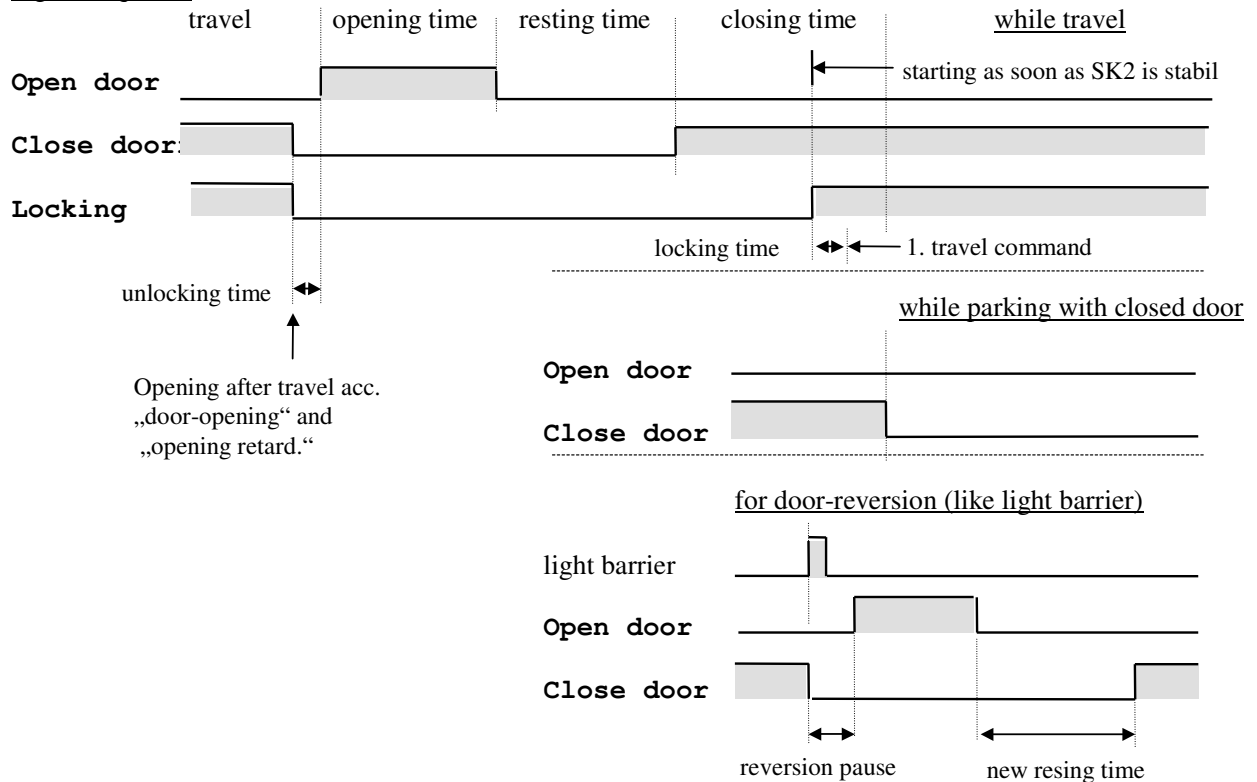 travel opening time resting time closing time while travel
Open door
starting as soon as SK2 is stabil
Close door:
Locking
locking time 1. travel command
unlocking time
while parking with closed door
Opening after travel acc.
„door-opening“ and
„opening retard.“
Open door
Close door
for door-reversion (like light barrier)
light barrier
Open door
Close door
reversion pause new resing time